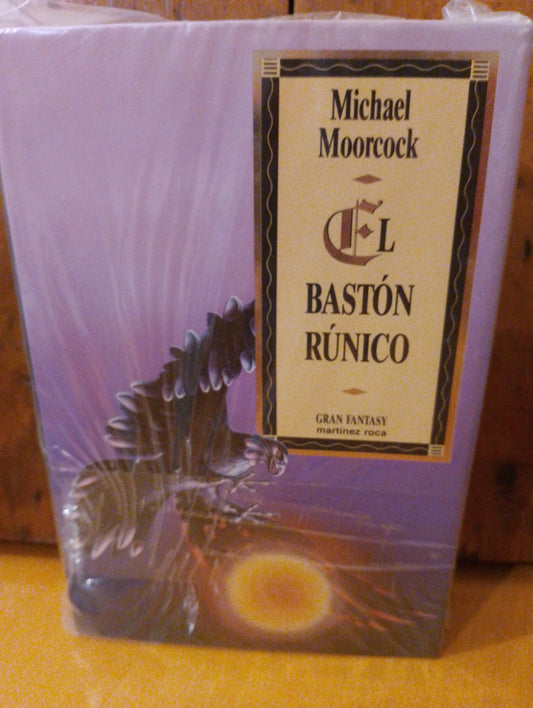 Michael
Moorcock
EL
BASTÓN
RÚNICO
GRAN FANTASY
martínez roca